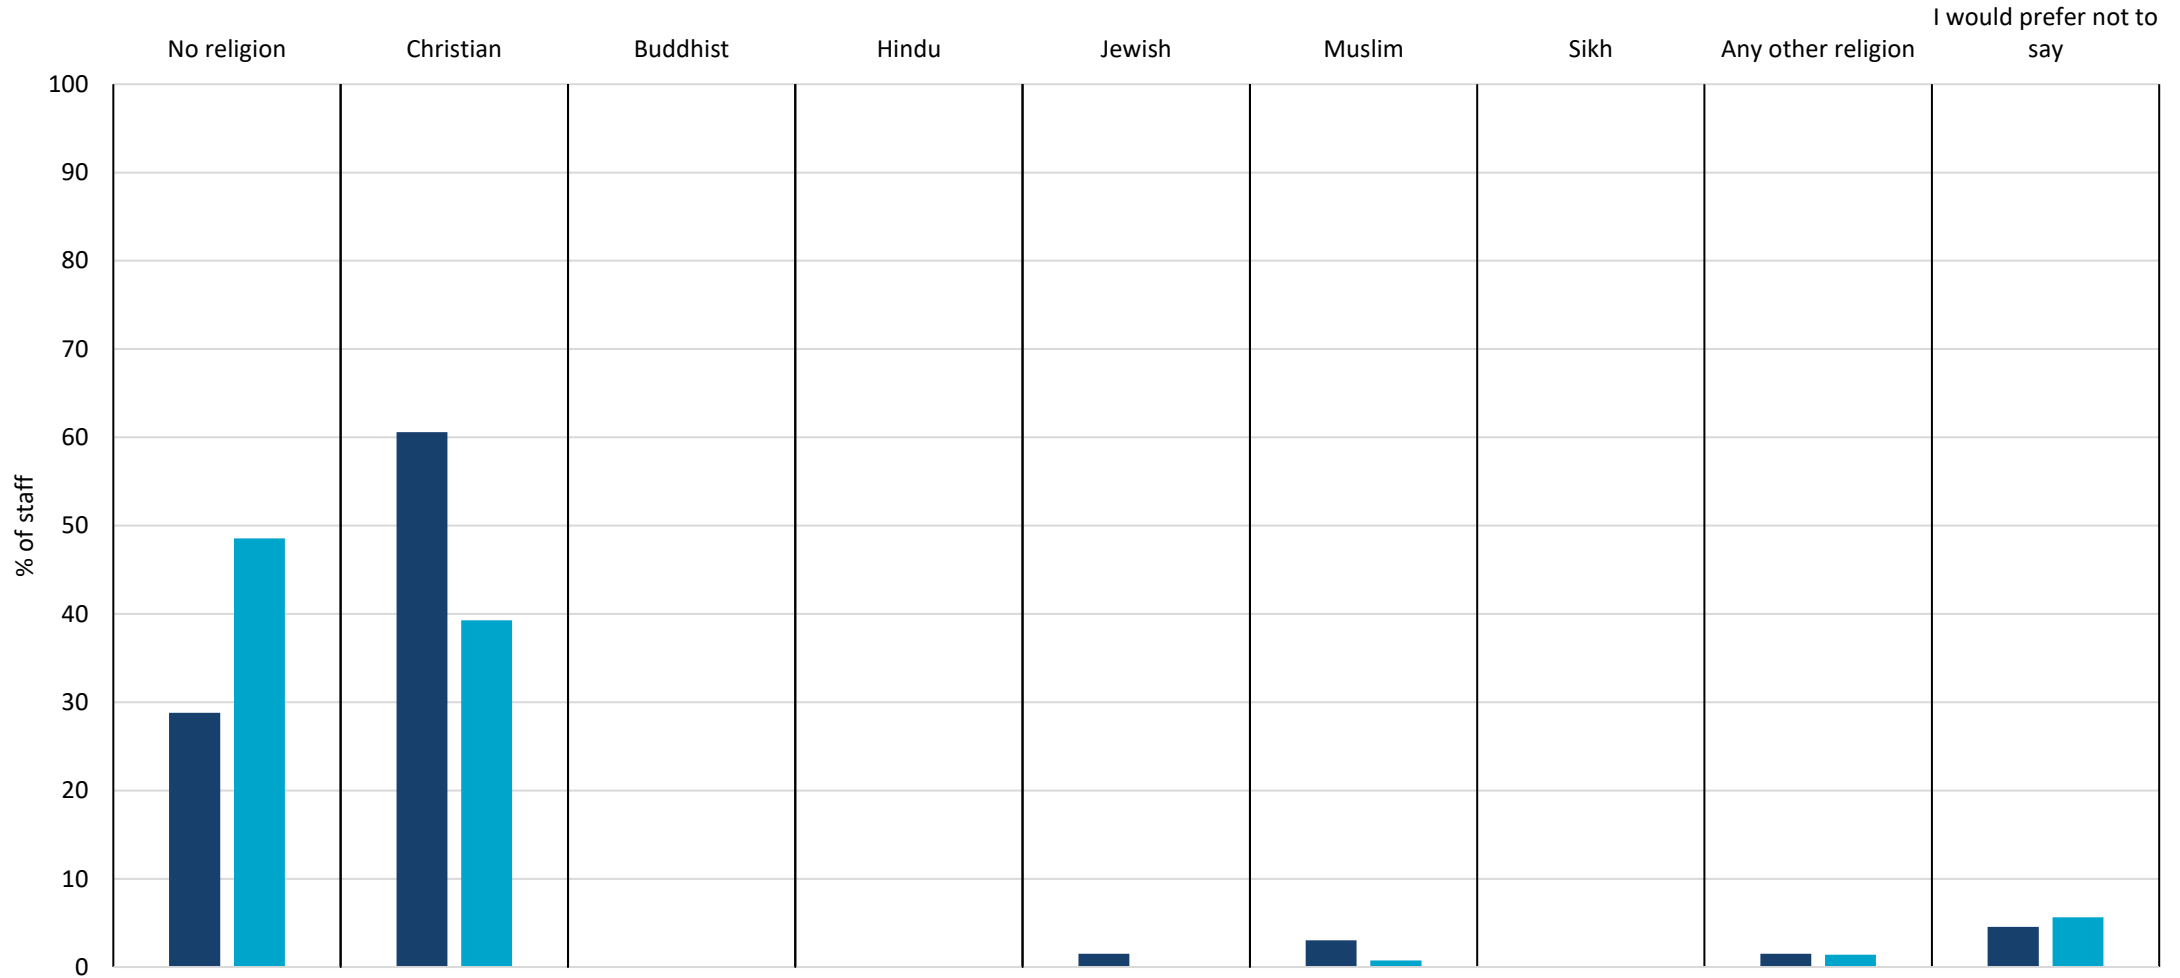 No religion
Christian
Buddhist
Hindu
Jewish
Muslim
Sikh
Any other religion
I would prefer not to
say
100
90
80
70
60
50
40
30
20
10
0
% of staff